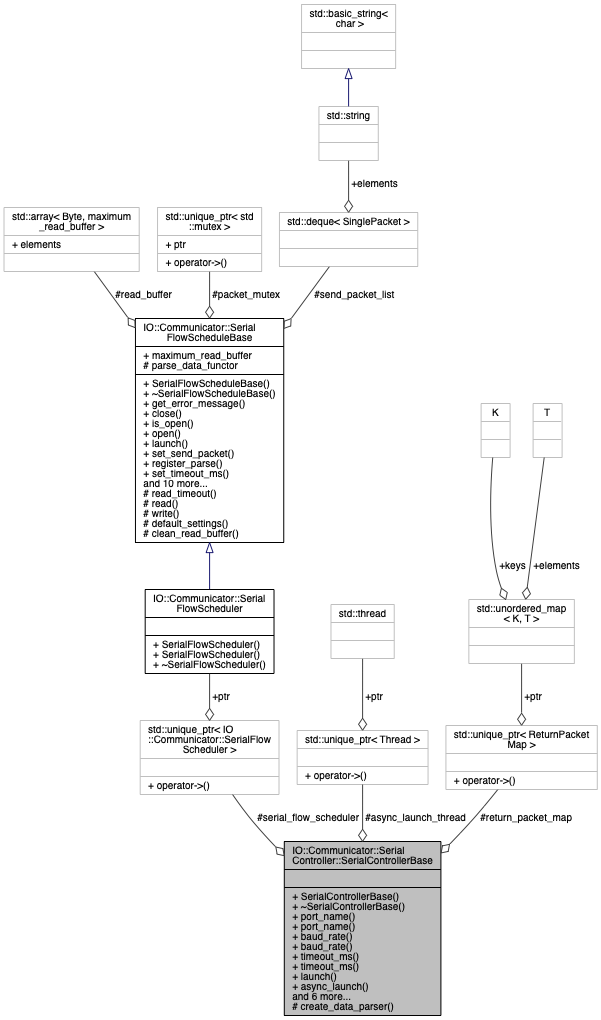 std::basic_string<
char >
std::string
+elements
std::array< Byte, maximum
_read_buffer >
+ elements
std::unique_ptr< std
::mutex >
+ ptr
+ operator->()
std::deque< SinglePacket >
#read_buffer
#packet_mutex
#send_packet_list
IO::Communicator::Serial
FlowScheduleBase
+ maximum_read_buffer
# parse_data_functor
+ SerialFlowScheduleBase()
+ ~SerialFlowScheduleBase()
+ get_error_message()
+ close()
+ is_open()
+ open()
+ launch()
+ set_send_packet()
+ register_parse()
+ set_timeout_ms()
and 10 more...
# read_timeout()
# read()
# write()
# default_settings()
# clean_read_buffer()
K
T
+keys
+elements
IO::Communicator::Serial
FlowScheduler
+ SerialFlowScheduler()
+ SerialFlowScheduler()
+ ~SerialFlowScheduler()
std::thread
std::unordered_map
< K, T >
+ptr
+ptr
+ptr
std::unique_ptr< IO
::Communicator::SerialFlow
Scheduler >
+ operator->()
std::unique_ptr< Thread >
+ operator->()
std::unique_ptr< ReturnPacket
Map >
+ operator->()
#serial_flow_scheduler
#async_launch_thread
#return_packet_map
IO::Communicator::Serial
Controller::SerialControllerBase
+ SerialControllerBase()
+ ~SerialControllerBase()
+ port_name()
+ port_name()
+ baud_rate()
+ baud_rate()
+ timeout_ms()
+ timeout_ms()
+ launch()
+ async_launch()
and 6 more...
# create_data_parser()